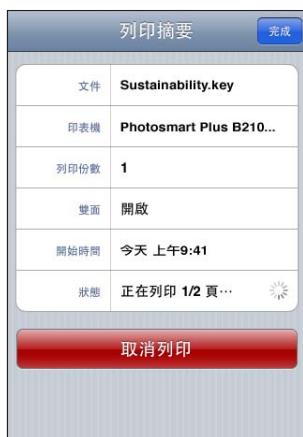 列印摘要
完成
文件 Sustainability.key
印表機 Photosmart Plus B210...
列印份數 1
雙面 開啟
開始時間 今天 上午9:41
狀態 正在列印 1/2 頁⋯
取消列印